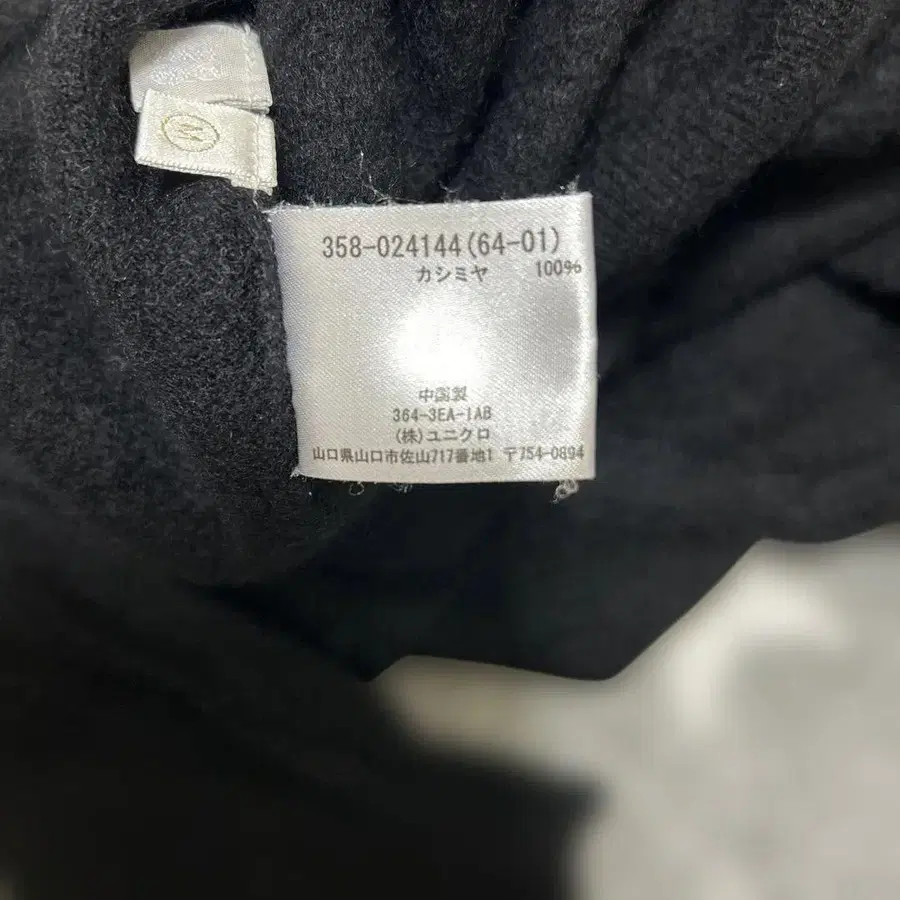 M
358-024144(64-01)
カシミヤ 100%
中国製
364-3EA-1AB
(株)ユニクロ
山口県山口市佐山717番地1 〒754-0894